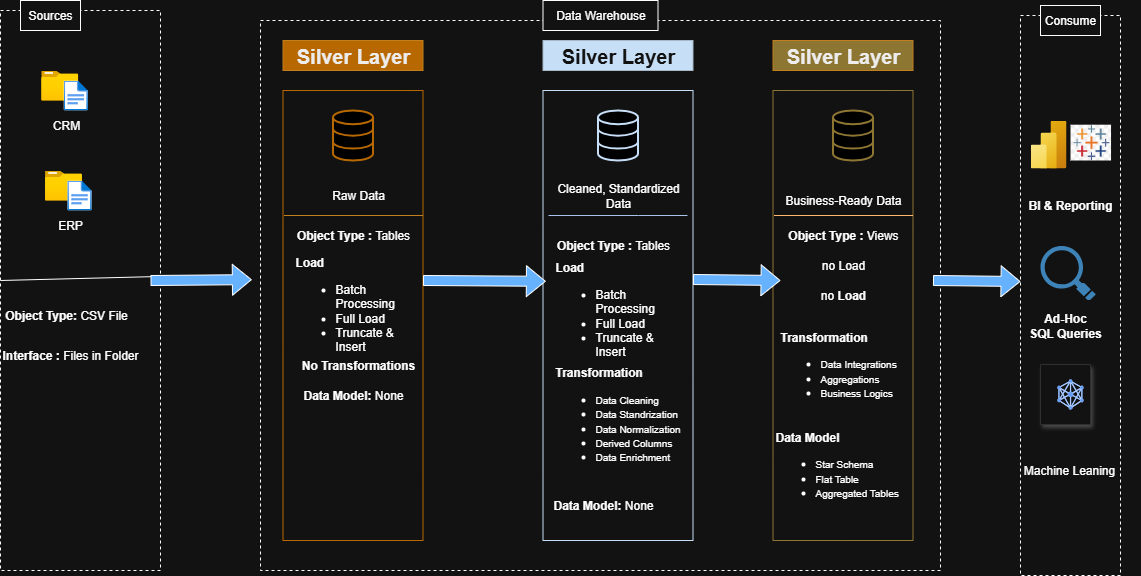 Sources
CRM
ERP
Object Type: CSV File
Interface : Files in Folder
Data Warehouse
Silver Layer
Raw Data
Object Type : Tables
Load
Batch
Processing
Full Load
Truncate &
Insert
No Transformations
Data Model: None
Silver Layer
Cleaned, Standardized
Data
Object Type : Tables
Load
Batch
Processing
Full Load
Truncate &
Insert
Transformation
Data Cleaning
Data Standrization
Data Normalization
Derived Columns
Data Enrichment
Data Model: None
Silver Layer
Business-Ready Data
Object Type : Views
no Load
no Load
Transformation
Data Integrations
Aggregations
Business Logics
Data Model
Star Schema
Flat Table
Aggregated Tables
Consume
BI & Reporting
Ad-Hoc
SQL Queries
Machine Leaning